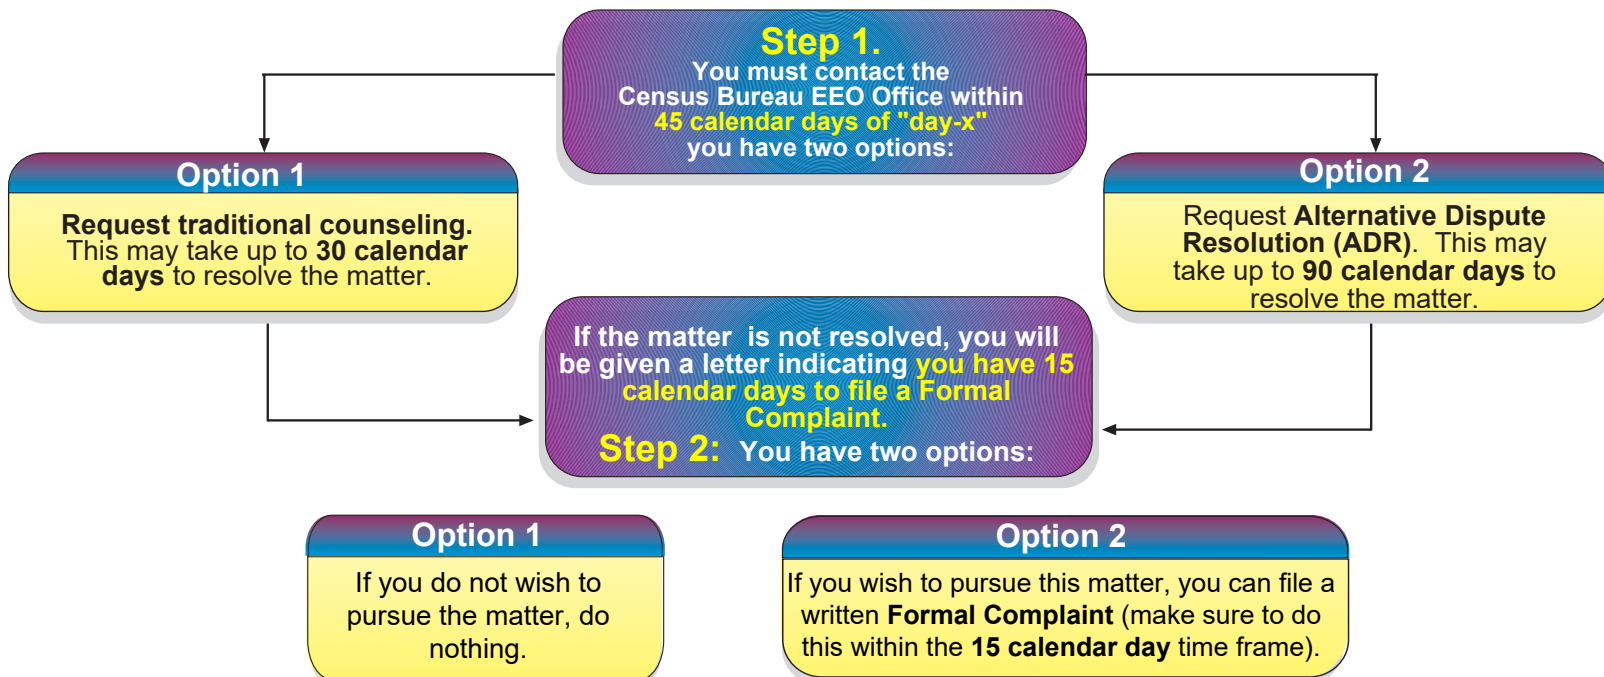 Step 1.
You must contact the
Census Bureau EEO Office within
45 calendar days of "day-x"
you have two options:
Option 1
Request traditional counseling.
This may take up to 30 calendar
days to resolve the matter.
Option 2
Request Alternative Dispute
Resolution (ADR).  This may
take up to 90 calendar days to
resolve the matter.
If the matter  is not resolved, you will
be given a letter indicating you have 15
calendar days to file a Formal
Complaint.
Step 2:  You have two options:
Option 1
If you do not wish to
pursue the matter, do
nothing.
Option 2
If you wish to pursue this matter, you can file a
written Formal Complaint (make sure to do
this within the 15 calendar day time frame).